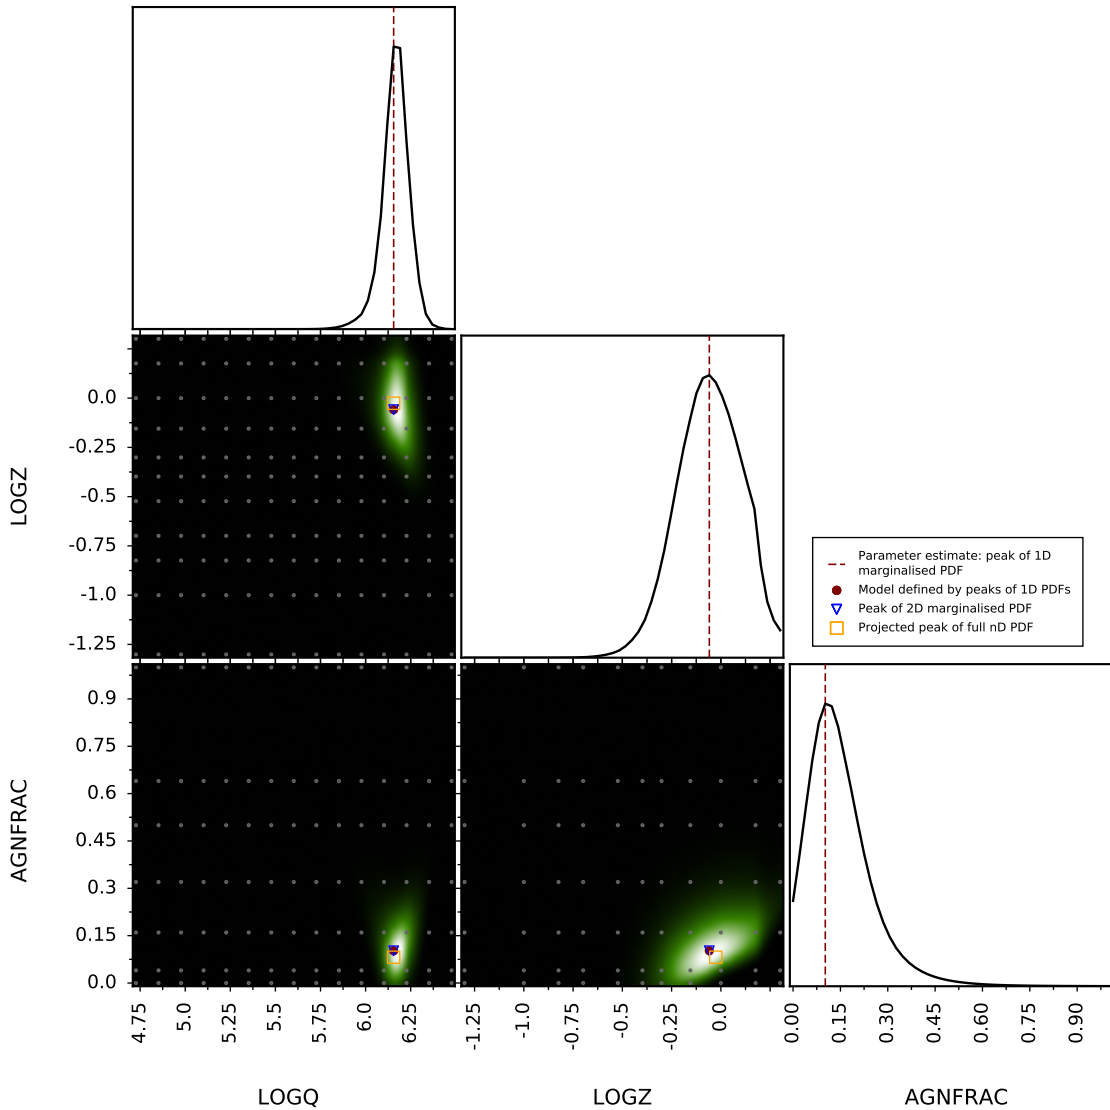 LOGZ
0.0
-0.25
-0.5
-0.75
-1.0
-1.25
Parameter estimate: peak of 1D
marginalised PDF
Model defined by peaks of 1D PDFs
Peak of 2D marginalised PDF
Projected peak of full nD PDF
AGNFRAC
0.9
0.75
0.6
0.45
0.3
0.15
0.0
4.75 5.0 5.25 5.5 5.75 6.0 6.25
-1.25 -1.0 -0.75 -0.5 -0.25 0.0
0.00 0.15 0.30 0.45 0.60 0.75 0.90
LOGQ LOGZ AGNFRAC